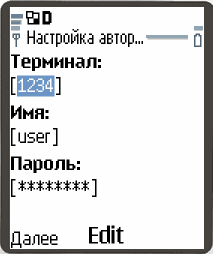 D
Настройка автор...
Терминал:
[1234]
Имя:
[user]
Пароль:
[********]
Далее Edit